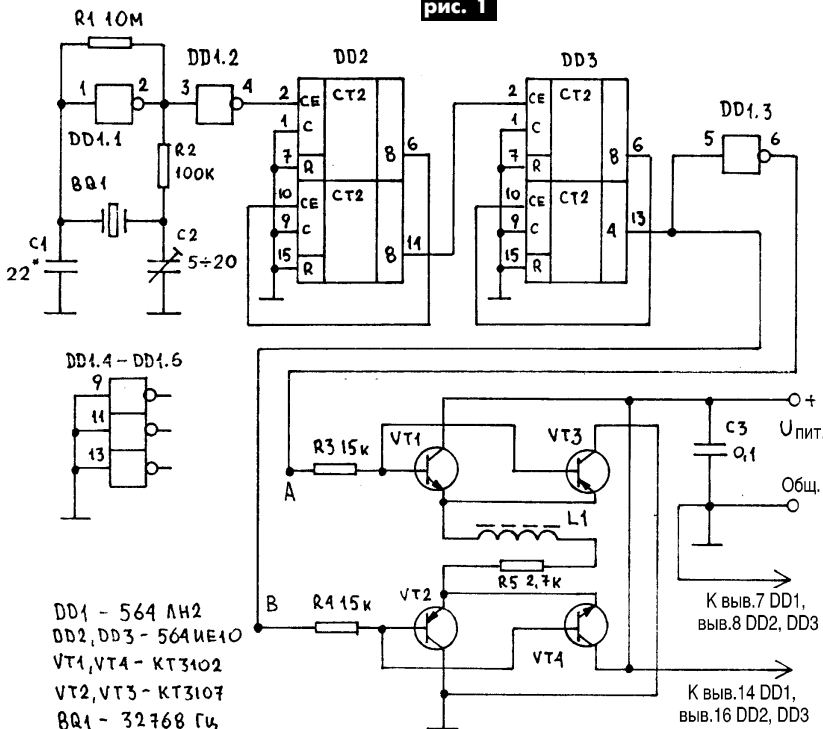 рис. 1
R1 10М
DD1.2
DD2
DD3
DD1.3
1
2
3
4
DD1.1
R2
100К
BQ1
C1
22*
C2
5÷20
2
CE
CT2
1
C
7
R
8
6
10
CE
CT2
9
C
15
R
8
14
2
CE
CT2
1
C
7
R
8
6
10
CE
CT2
9
C
15
R
4
13
5
6
DD1.4-DD1.6
9
11
13
R3 15к
VT1
VT3
A
C3
0,1
+
Uпит.
Общ.
L1
R5 2,7к
B
R4 15к
VT2
VT4
К выв.7 DD1,
выв.8 DD2, DD3
К выв.14 DD1,
выв.16 DD2, DD3
DD1 - 564 ЛН2
DD2, DD3 - 564ИЕ10
VT1, VT4 - КТ3102
VT2, VT3 - КТ3107
BQ1 - 32768 Гц